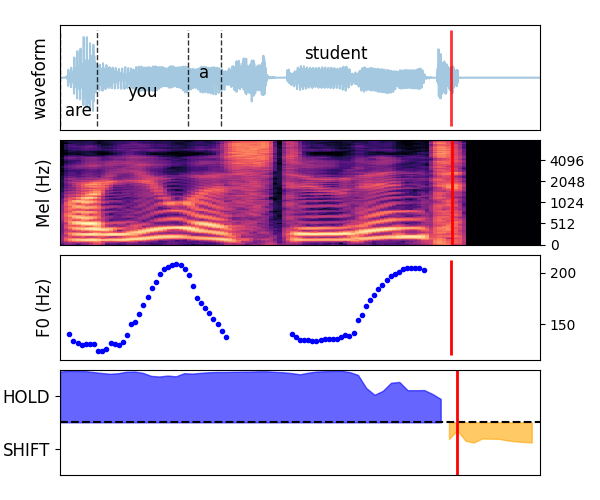 waveform
are
you
a
student
Mel (Hz)
4096
2048
1024
512
0
F0 (Hz)
200
150
HOLD
SHIFT